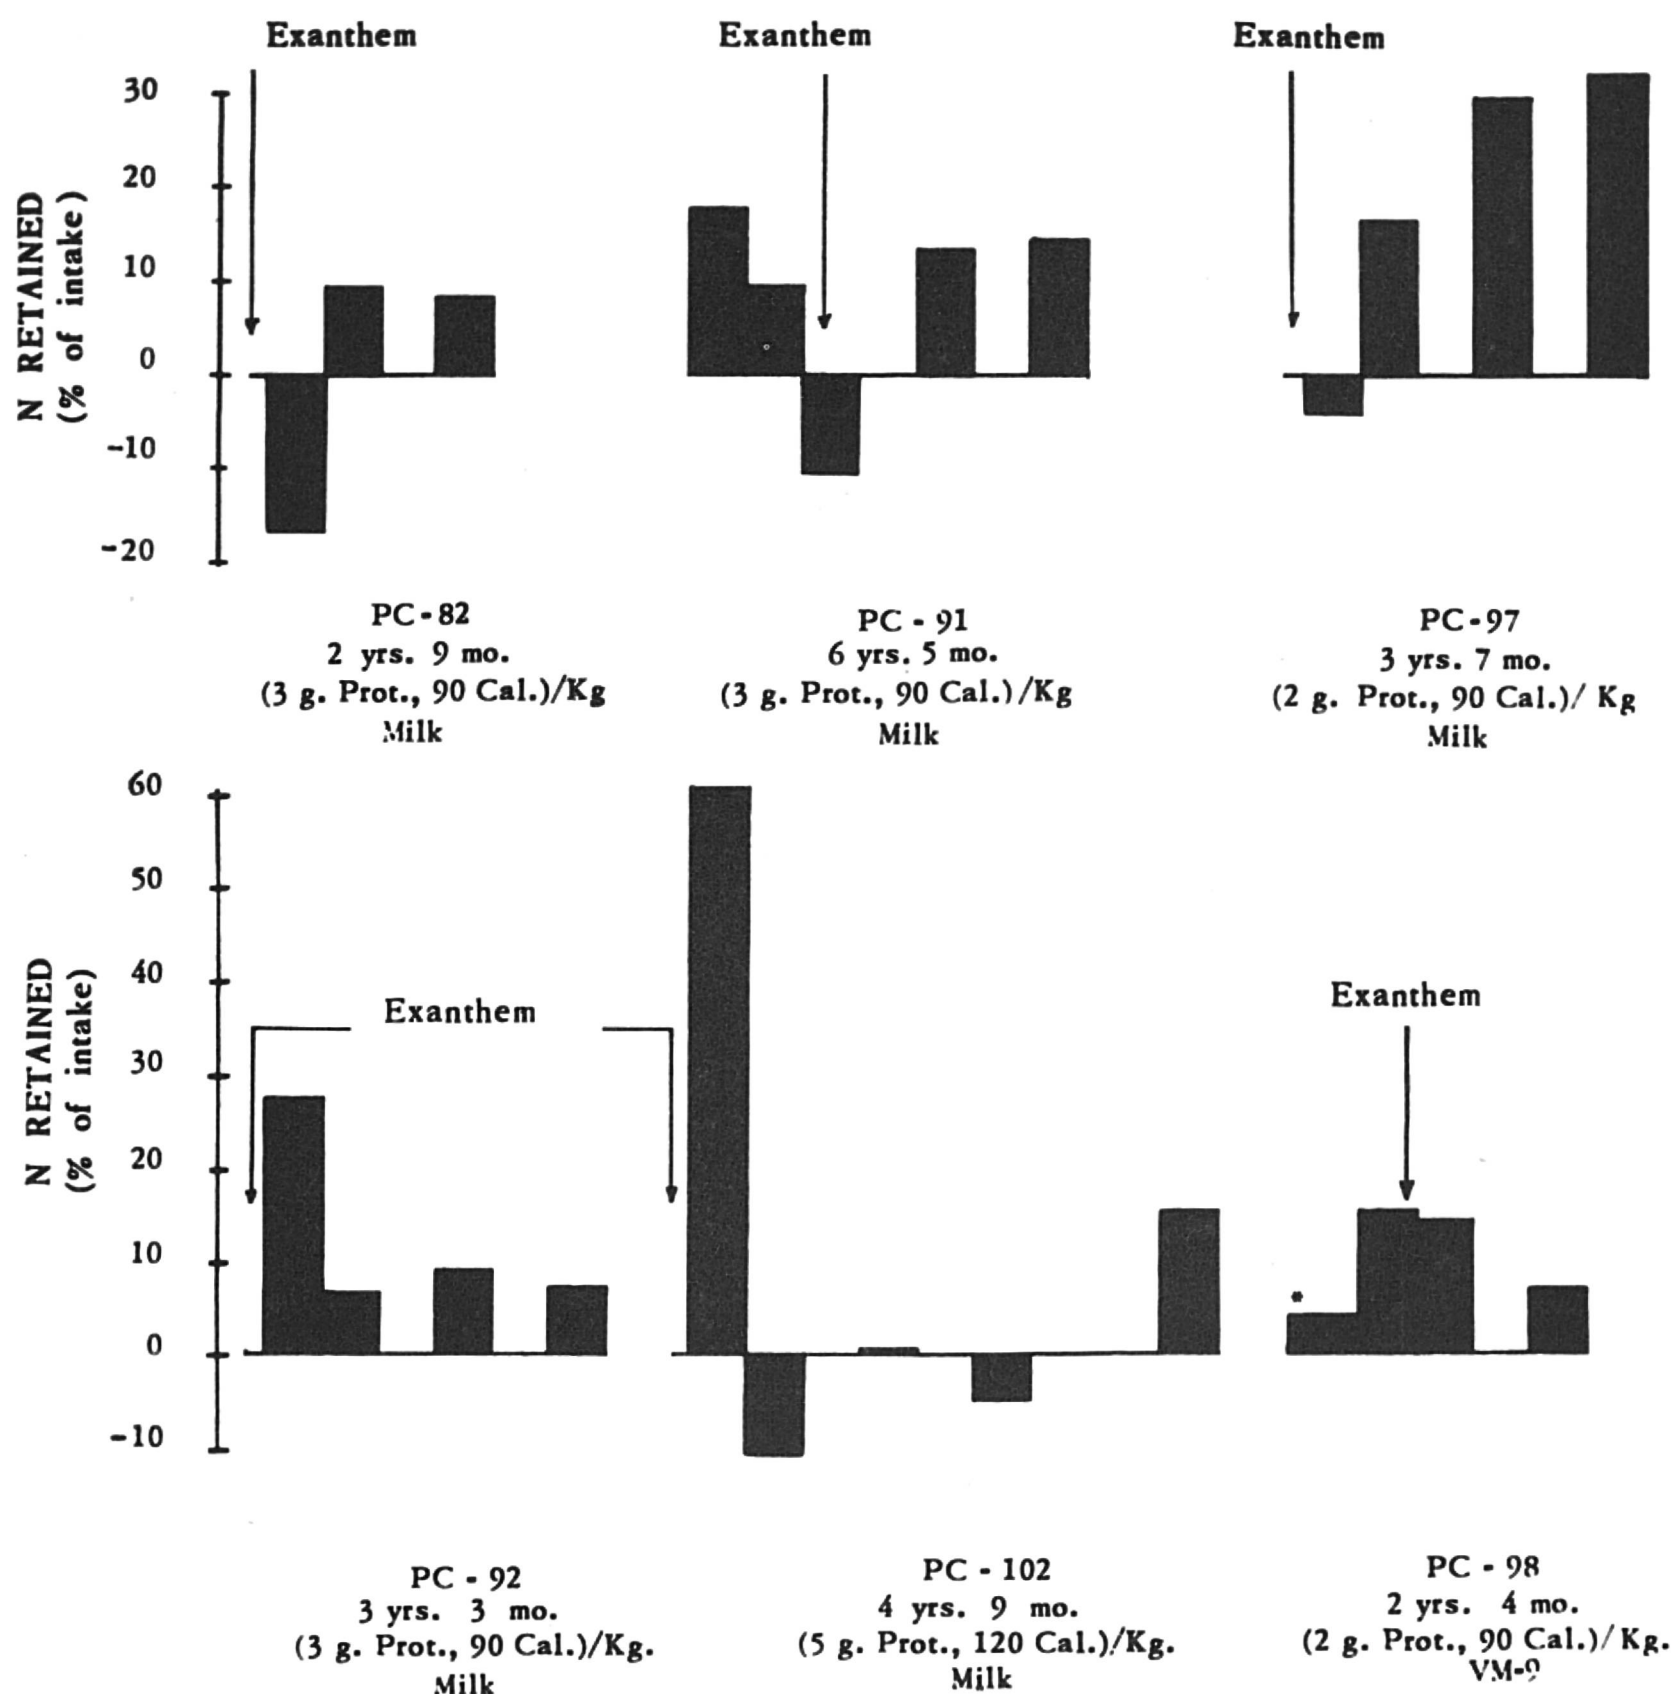 Exanthem
Exanthem
Exanthem
N RETAINED
(% of intake)
30
20
10
0
-10
-20
PC-82
2 yrs. 9 mo.
(3 g. Prot., 90 Cal.)/Kg
Milk
PC - 91
6 yrs. 5 mo.
(3 g. Prot., 90 Cal.)/Kg
Milk
PC-97
3 yrs. 7 mo.
(2 g. Prot., 90 Cal.)/ Kg
Milk
N RETAINED
(% of intake)
60
50
40
30
20
10
0
-10
Exanthem
Exanthem
*
PC - 92
3 yrs. 3 mo.
(3 g. Prot., 90 Cal.)/Kg.
Milk
PC - 102
4 yrs. 9 mo.
(5 g. Prot., 120 Cal.)/Kg.
Milk
PC - 98
2 yrs. 4 mo.
(2 g. Prot., 90 Cal.)/Kg.
VM-9